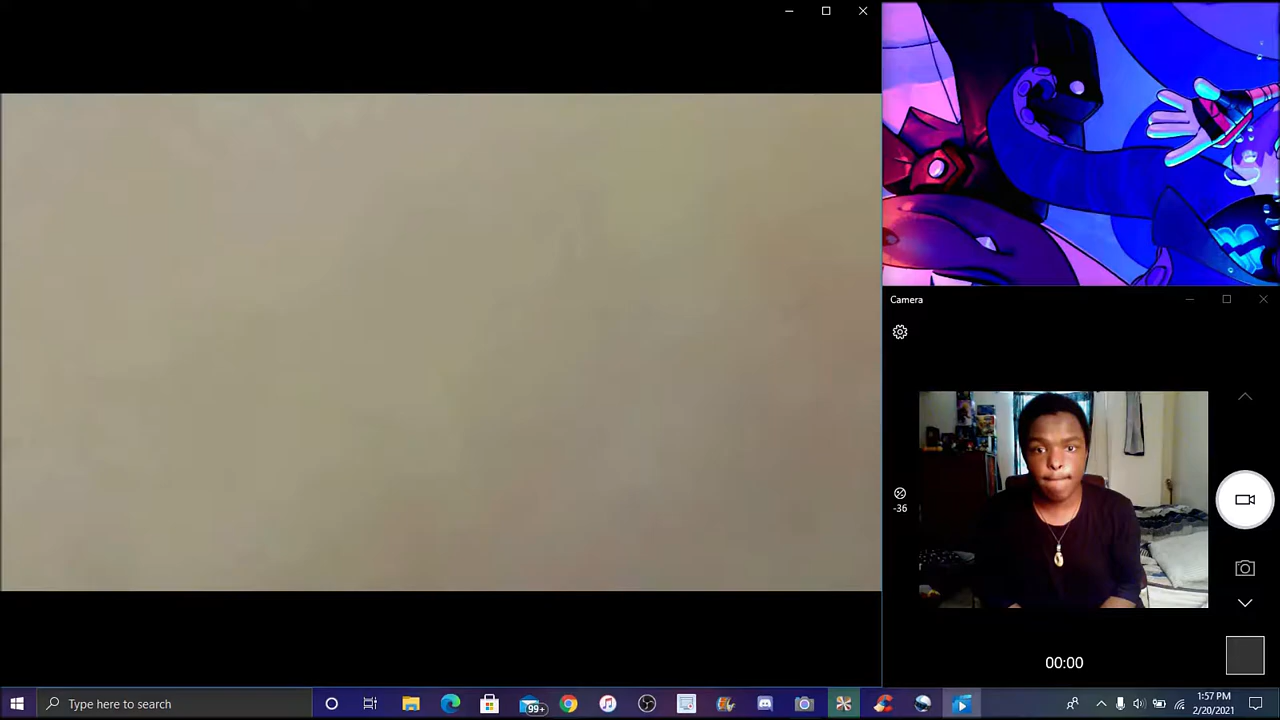 Camera
-36
00:00
Type here to search
99+
1:57 PM
2/20/2021